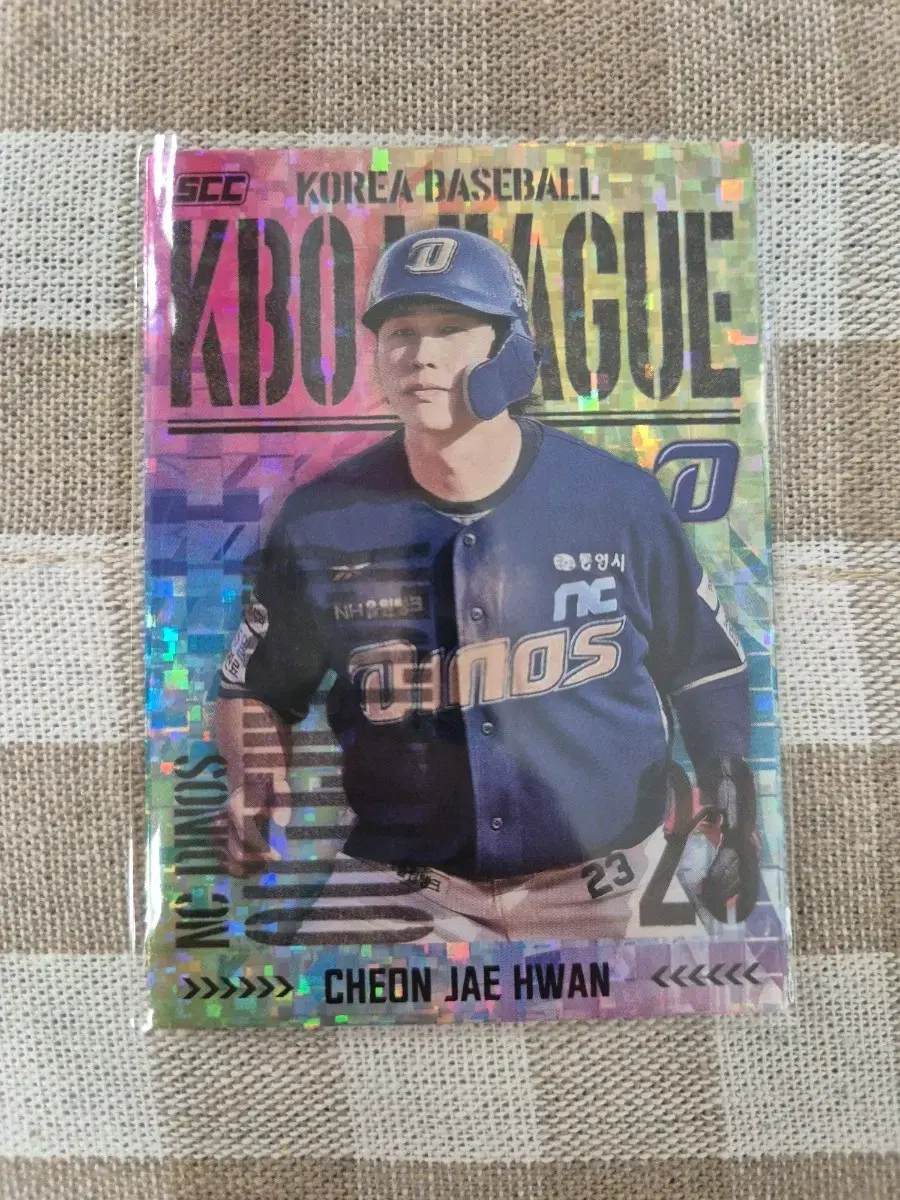 SCC
KOREA BASEBALL
KBO LEAGUE
통영시
NC
NH농협은행
DINOS
NC DINOS
23
23
CHEON JAE HWAN